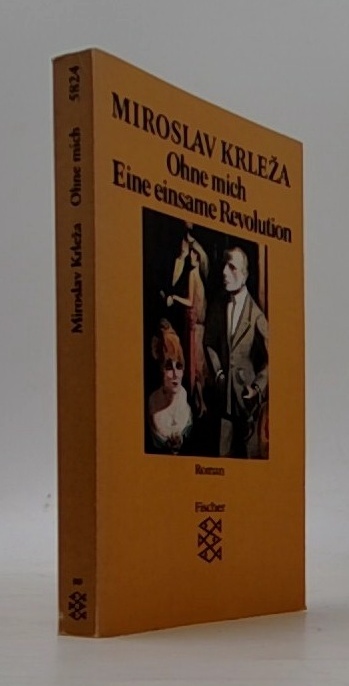 MIROSLAV KRLEŽA
Ohne mich
Eine einsame Revolution
Roman
Fischer
Miroslav Krleža Ohne mich 5824